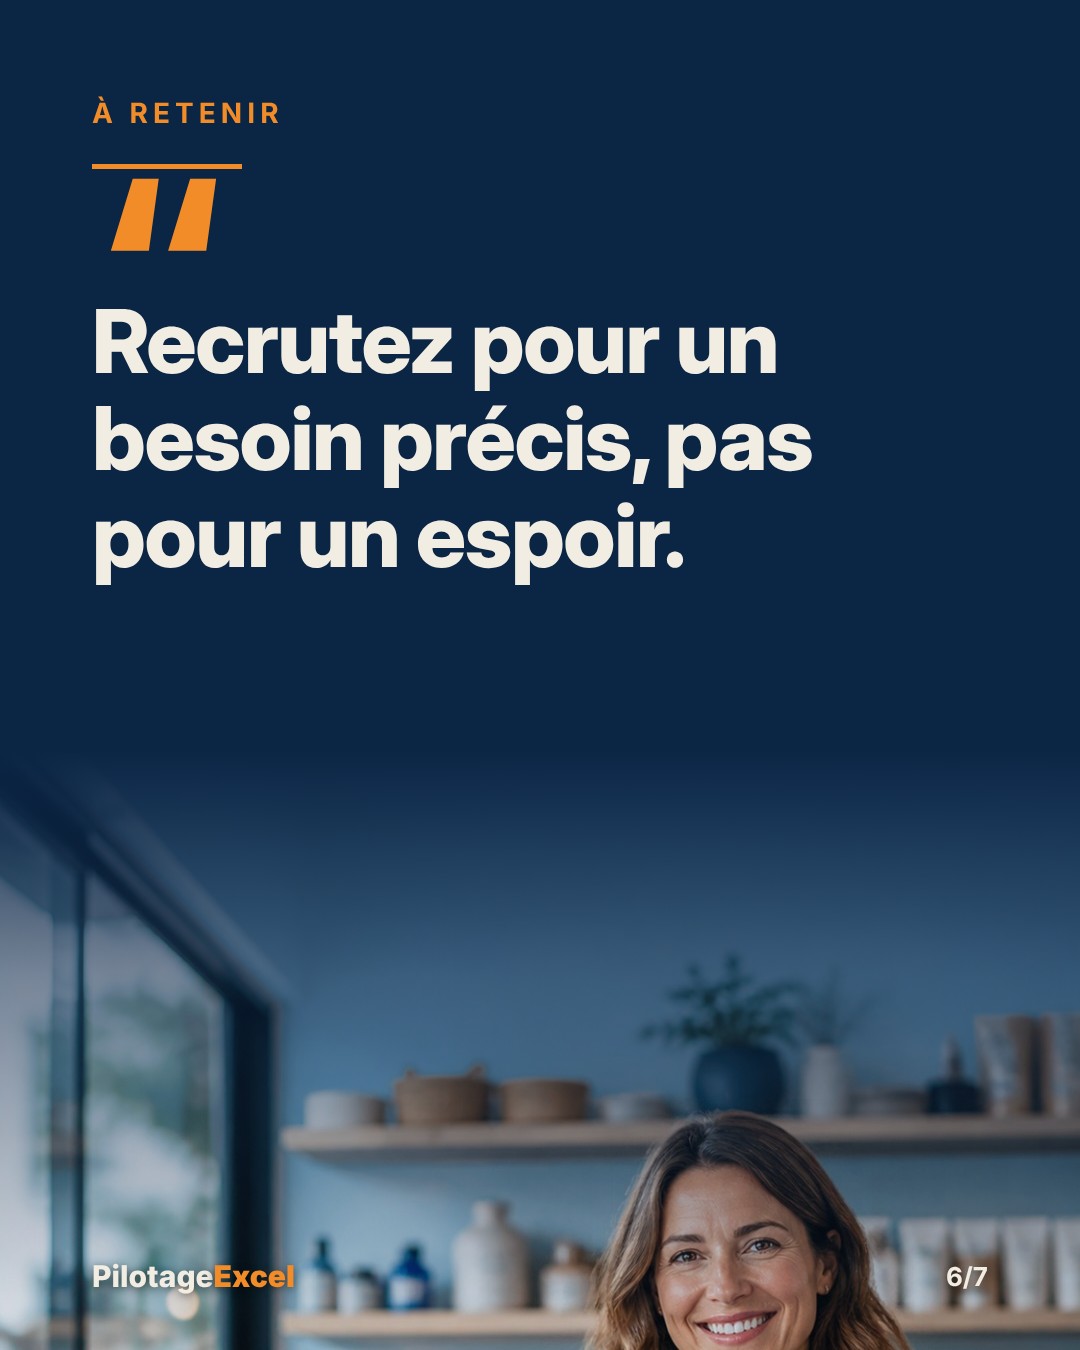 À RETENIR
"
Recrutez pour un
besoin précis, pas
pour un espoir.
PilotageExcel
6/7